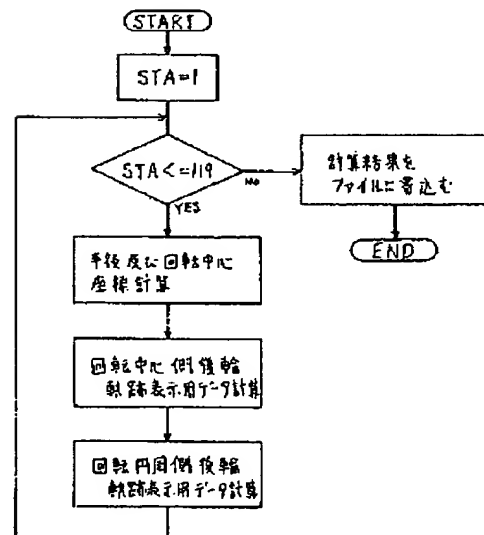 START
STA=1
STA<=119
No
YES
計算結果を
ファイルに書込む
END
半径及び回転中心
座標計算
回転中心側後輪
軌跡表示用データ計算
回転円周側後輪
軌跡表示用データ計算